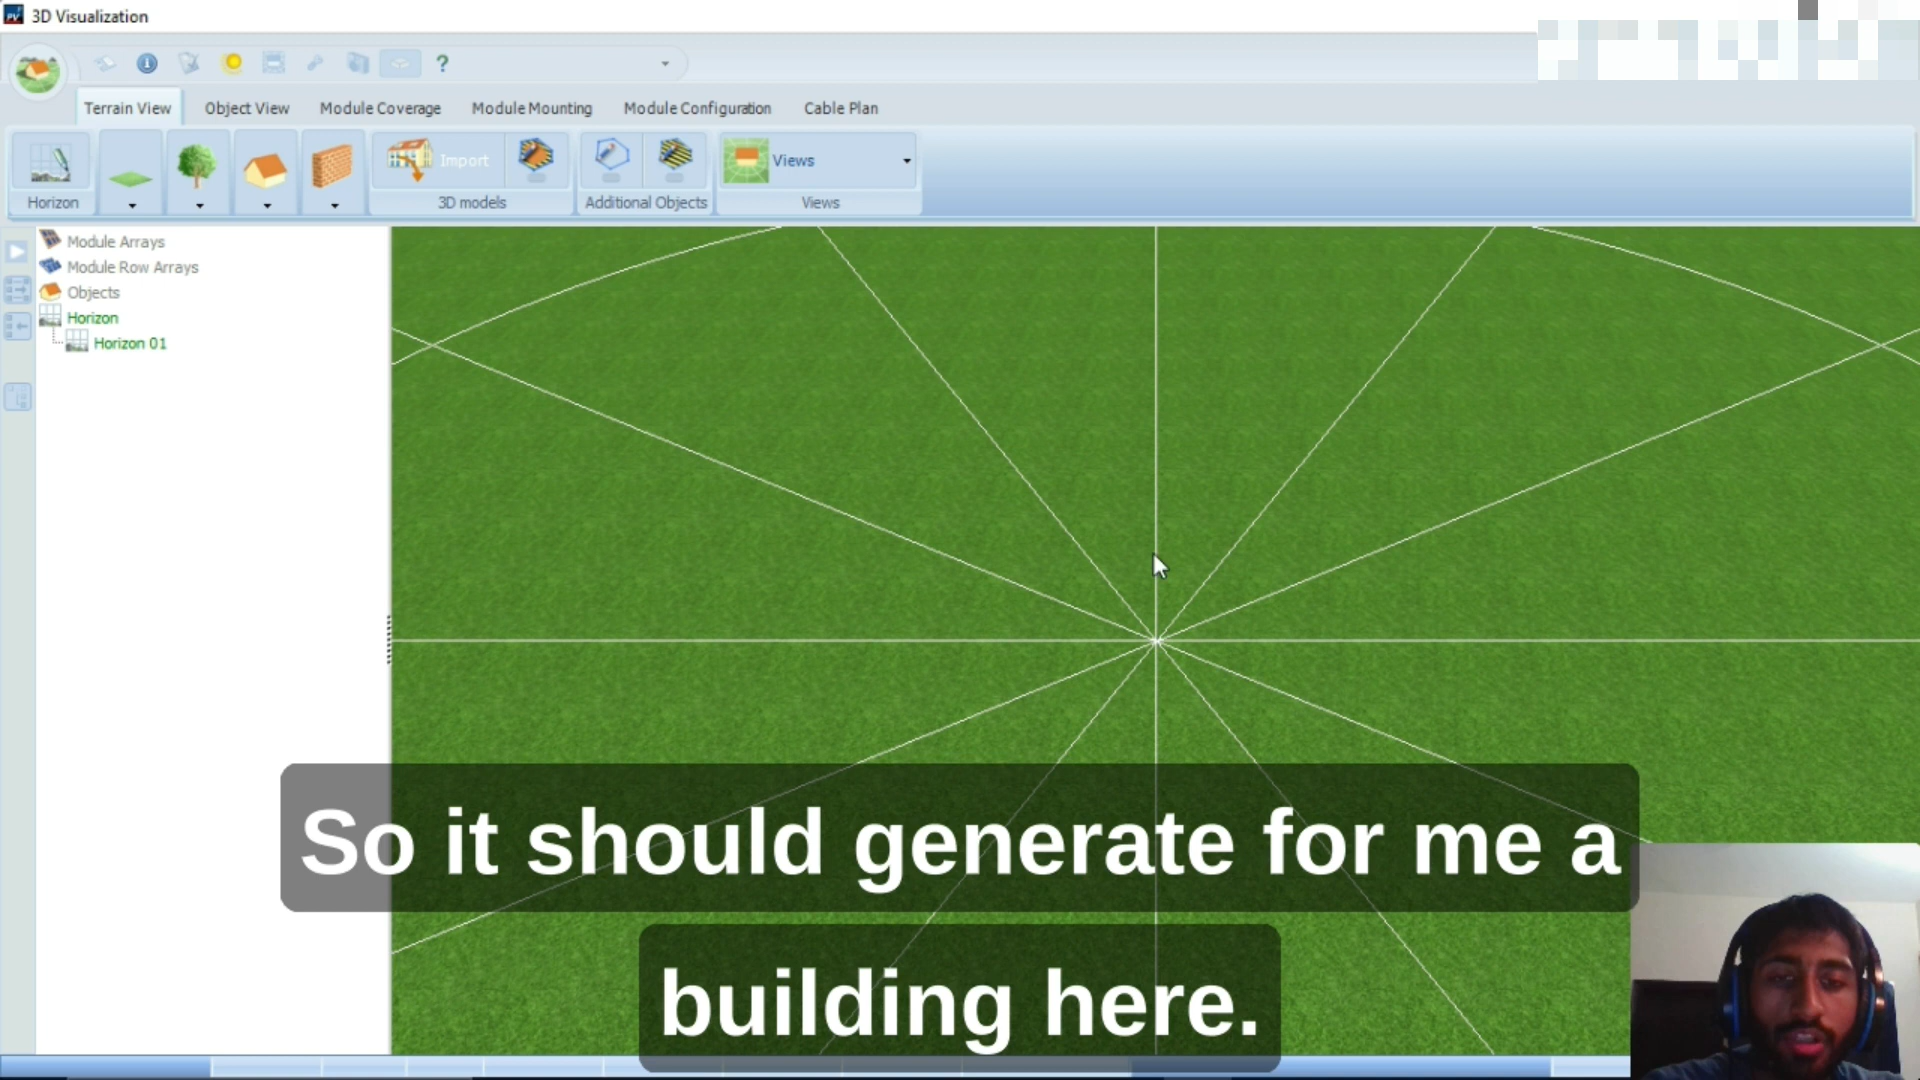 PV
3D Visualization
?
Terrain View
Object View
Module Coverage
Module Mounting
Module Configuration
Cable Plan
Import
Views
Horizon
3D models
Additional Objects
Views
Module Arrays
Module Row Arrays
Objects
Horizon
Horizon 01
So it should generate for me a
building here.